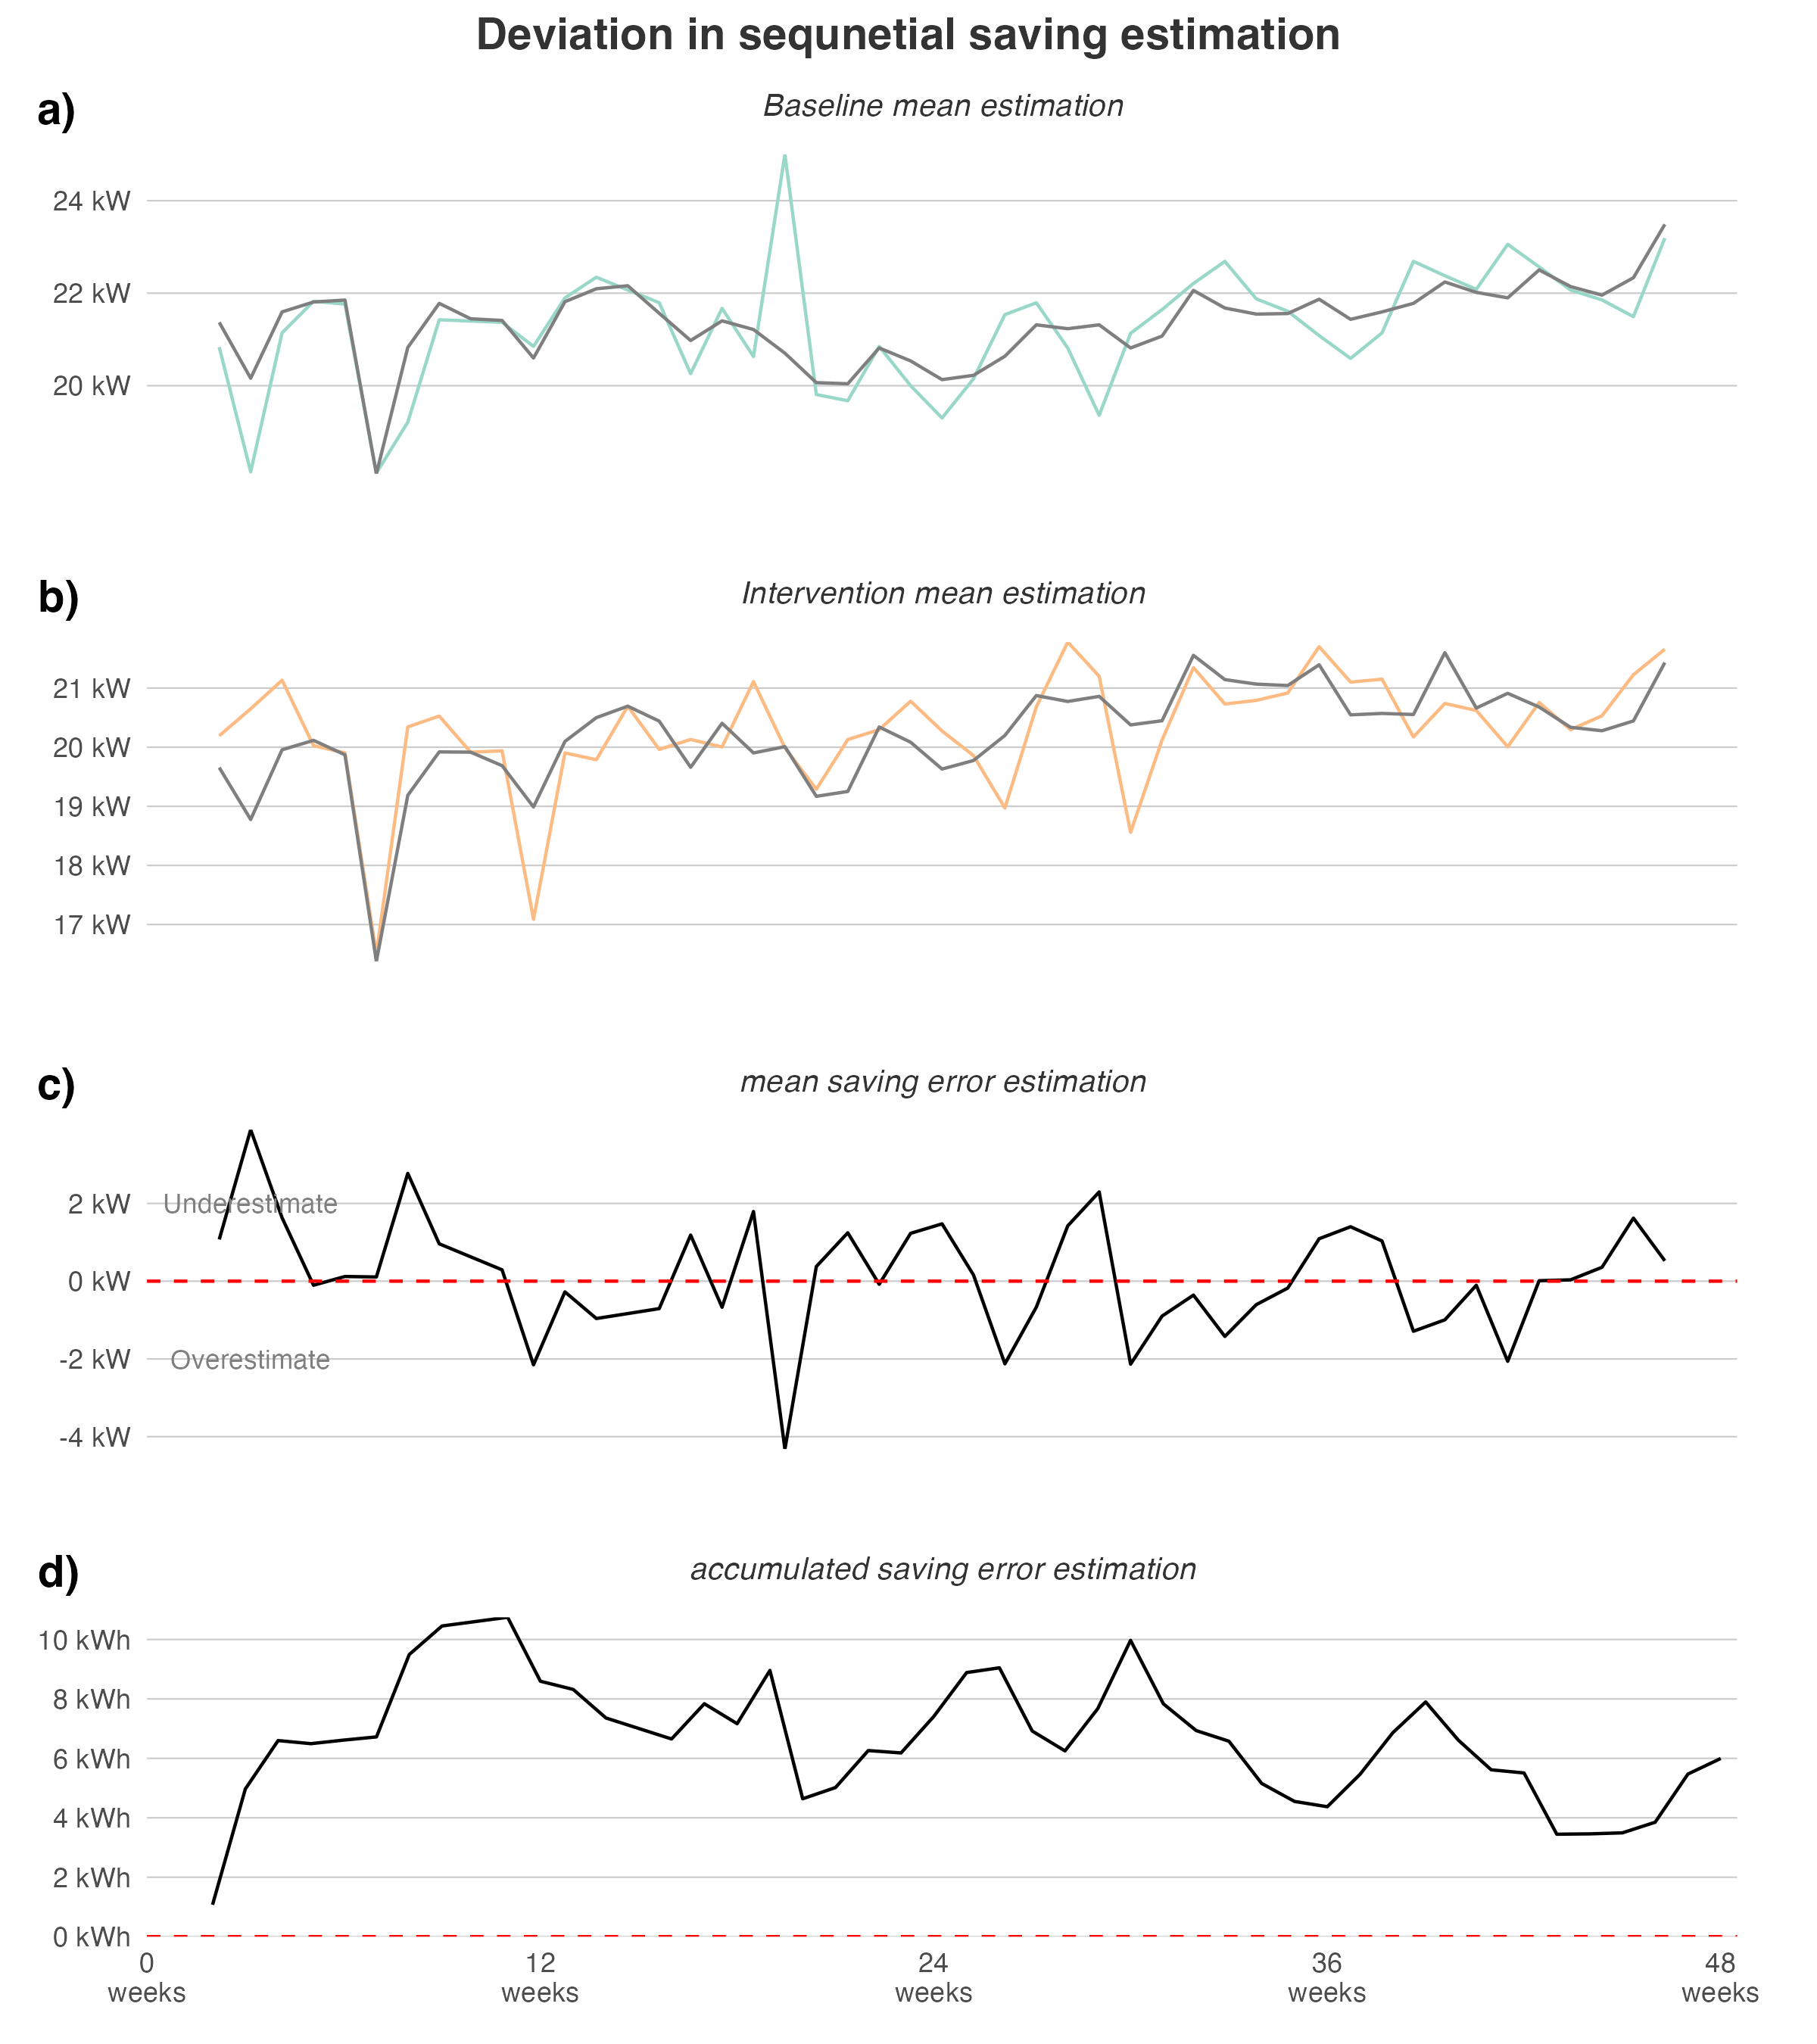 Deviation in sequnetial saving estimation
a)
Baseline mean estimation
24 kW
22 kW
20 kW
b)
Intervention mean estimation
21 kW
20 kW
19 kW
18 kW
17 kW
c)
mean saving error estimation
2 kW
Underestimate
0 kW
-2 kW
Overestimate
-4 kW
d)
accumulated saving error estimation
10 kWh
8 kWh
6 kWh
4 kWh
2 kWh
0 kWh
0 12 24 36 48
weeks weeks weeks weeks weeks